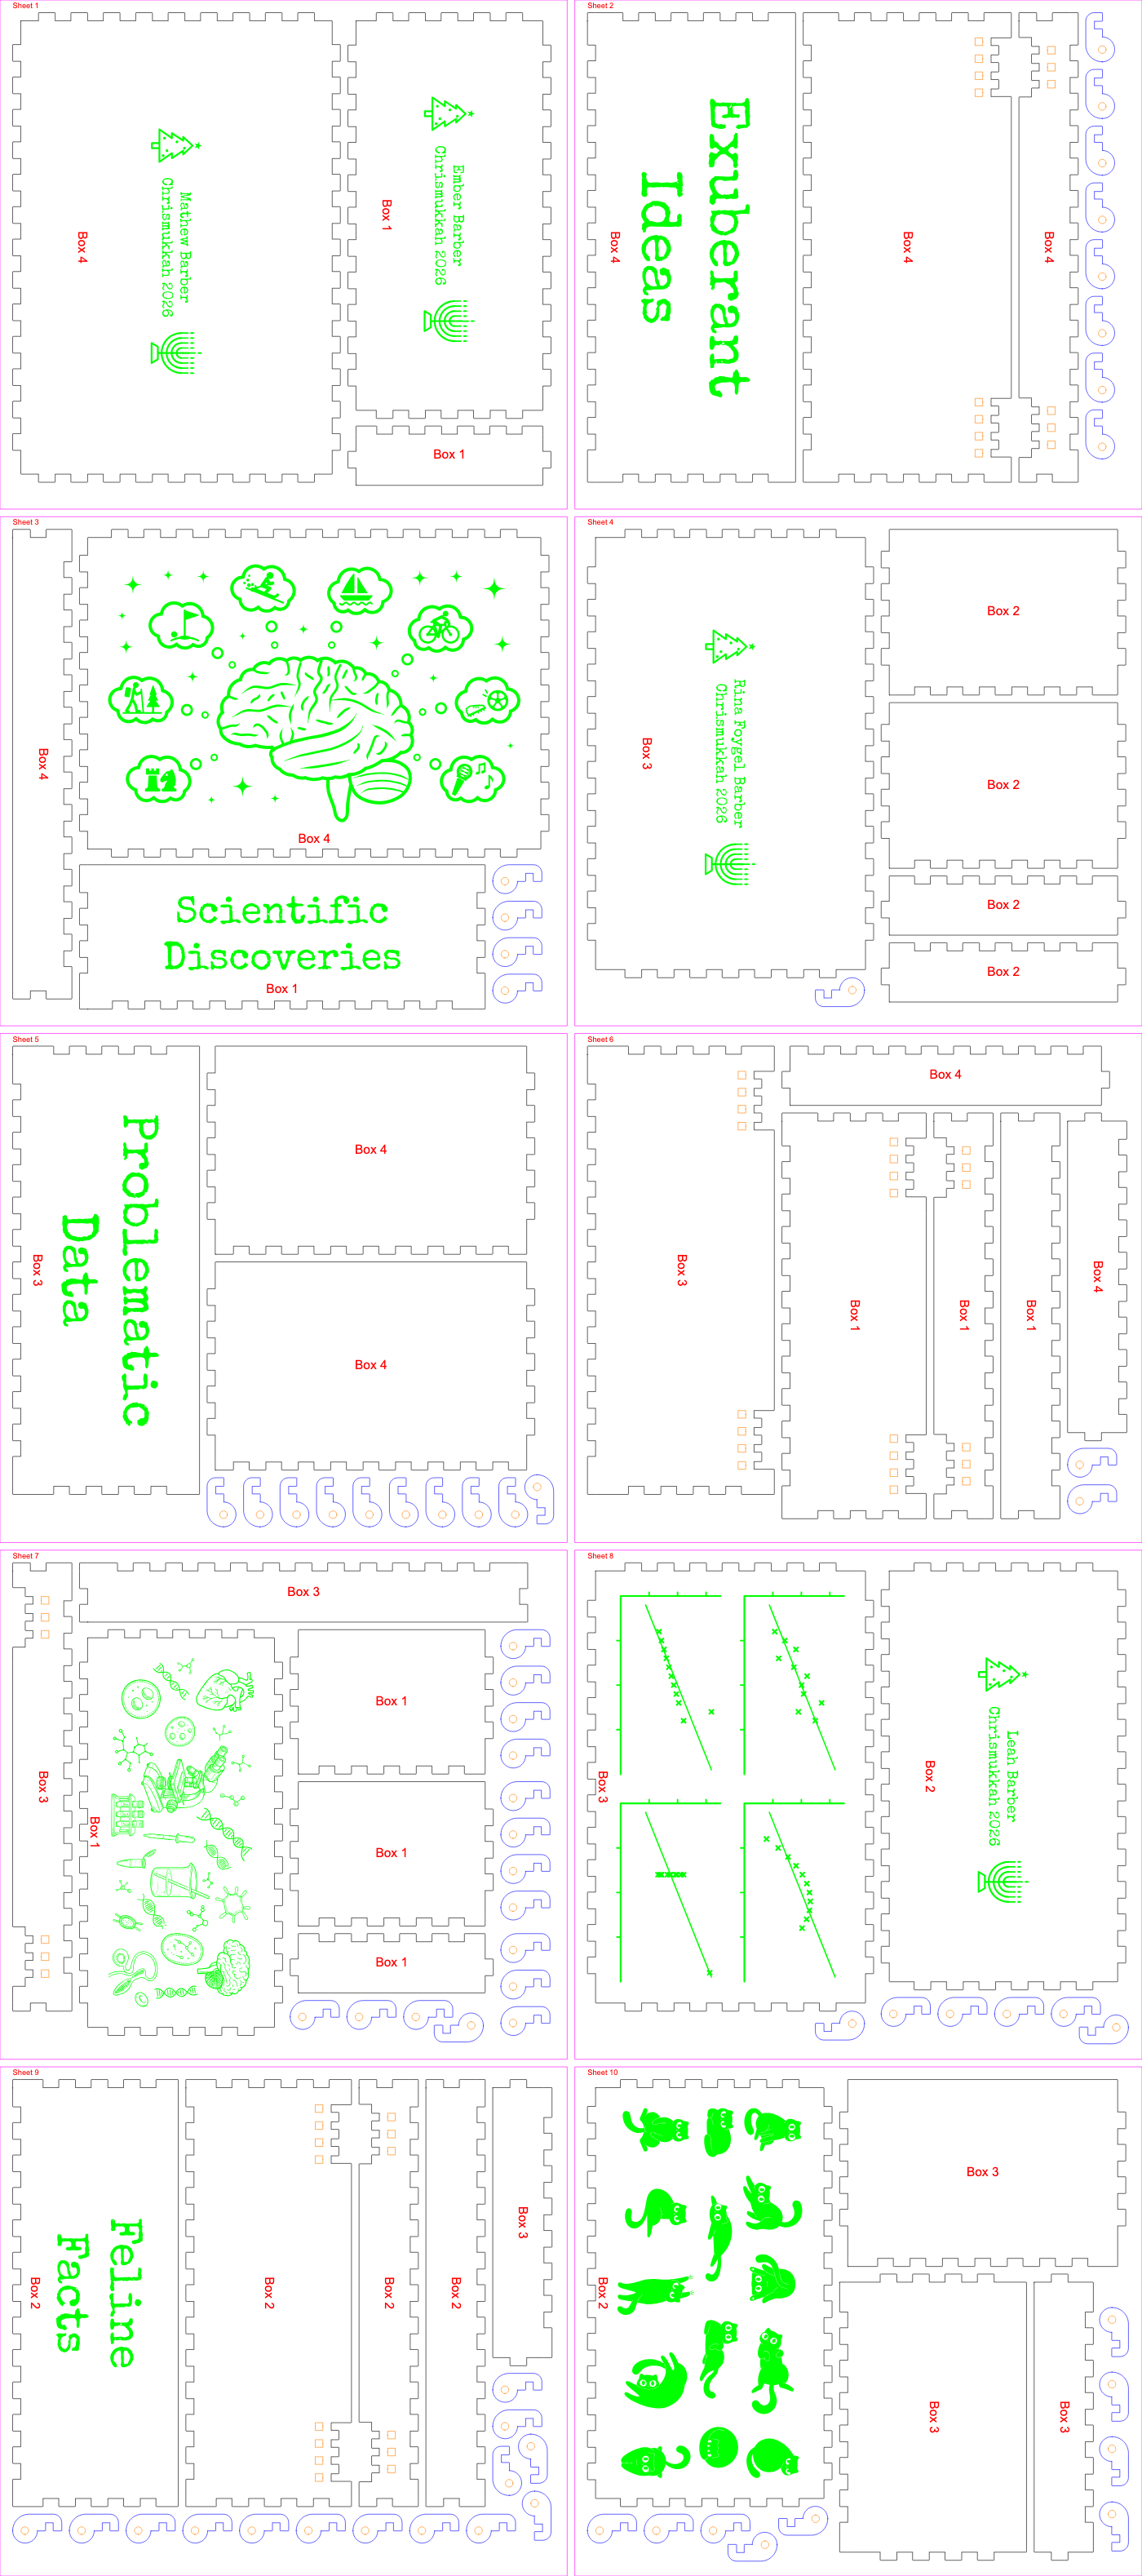 Sheet 1
Mathew Barber
Chrismukkah 2026
Box 4
Ember Barber
Chrismukkah 2026
Box 1
Box 1
Sheet 2
Exuberant
Ideas
Box 4
Box 4
Box 4
Sheet 3
Box 4
Box 4
Scientific
Discoveries
Box 1
Sheet 4
Rina Foygel Barber
Chrismukkah 2026
Box 3
Box 2
Box 2
Box 2
Box 2
Sheet 5
Problematic
Data
Box 3
Box 4
Box 4
Sheet 6
Box 3
Box 4
Box 1
Box 1
Box 1
Box 4
Sheet 7
Box 3
Box 3
Box 1
Box 1
Box 1
Box 1
Sheet 8
Box 3
Leah Barber
Chrismukkah 2026
Box 2
Sheet 9
Feline
Facts
Box 2
Box 2
Box 2
Box 2
Box 3
Sheet 10
Box 2
Box 3
Box 3
Box 3